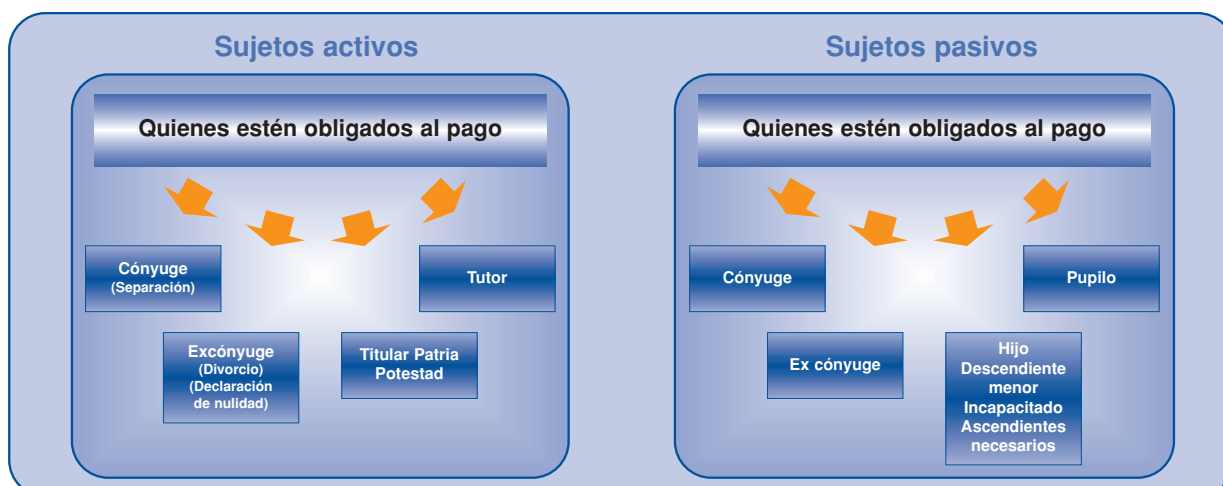 Sujetos activos
Quienes estén obligados al pago
Cónyuge
(Separación)
Tutor
Excónyuge
(Divorcio)
(Declaración
de nulidad)
Titular Patria
Potestad
Sujetos pasivos
Quienes estén obligados al pago
Cónyuge
Pupilo
Ex cónyuge
Hijo
Descendiente
menor
Incapacitado
Ascendientes
necesarios